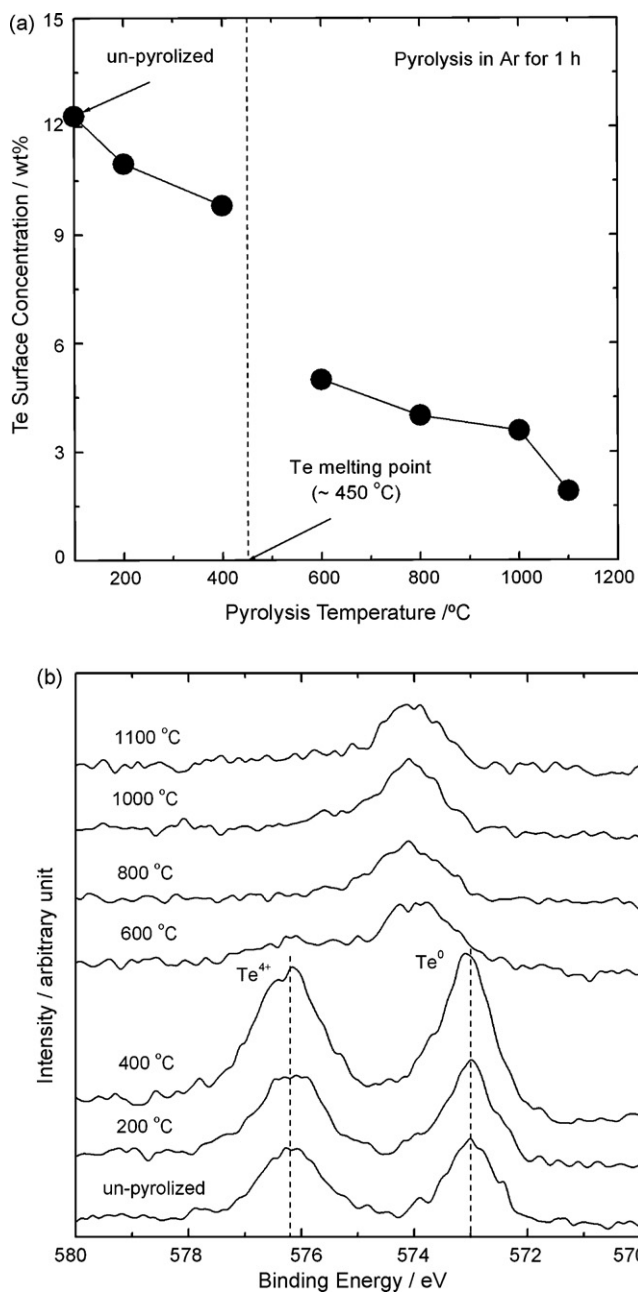 (a)
15
12
9
6
3
0
Te Surface Concentration / wt%
un-pyrolized
Pyrolysis in Ar for 1 h
Te melting point
(~ 450 °C)
200 400 600 800 1000 1200
Pyrolysis Temperature /ºC
(b)
1100 °C
1000 °C
800 °C
600 °C
Te⁴⁺
Te⁰
400 °C
200 °C
un-pyrolized
Intensity / arbitrary unit
580 578 576 574 572 570
Binding Energy / eV